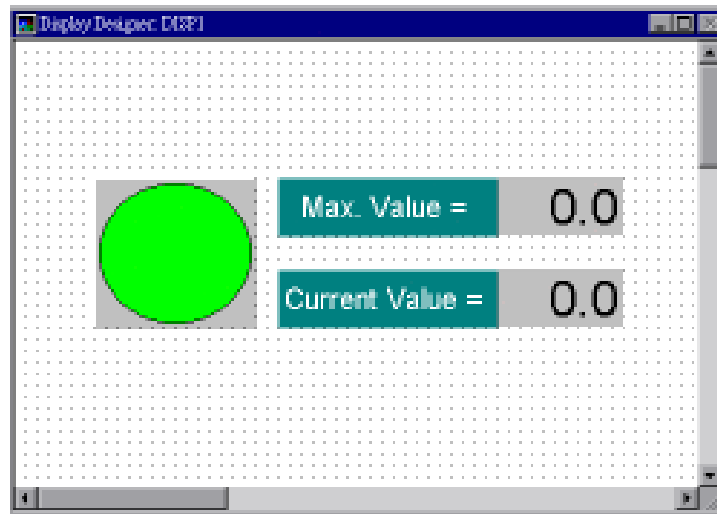 Display Designer: DISP1
Max. Value = 0.0
Current Value = 0.0